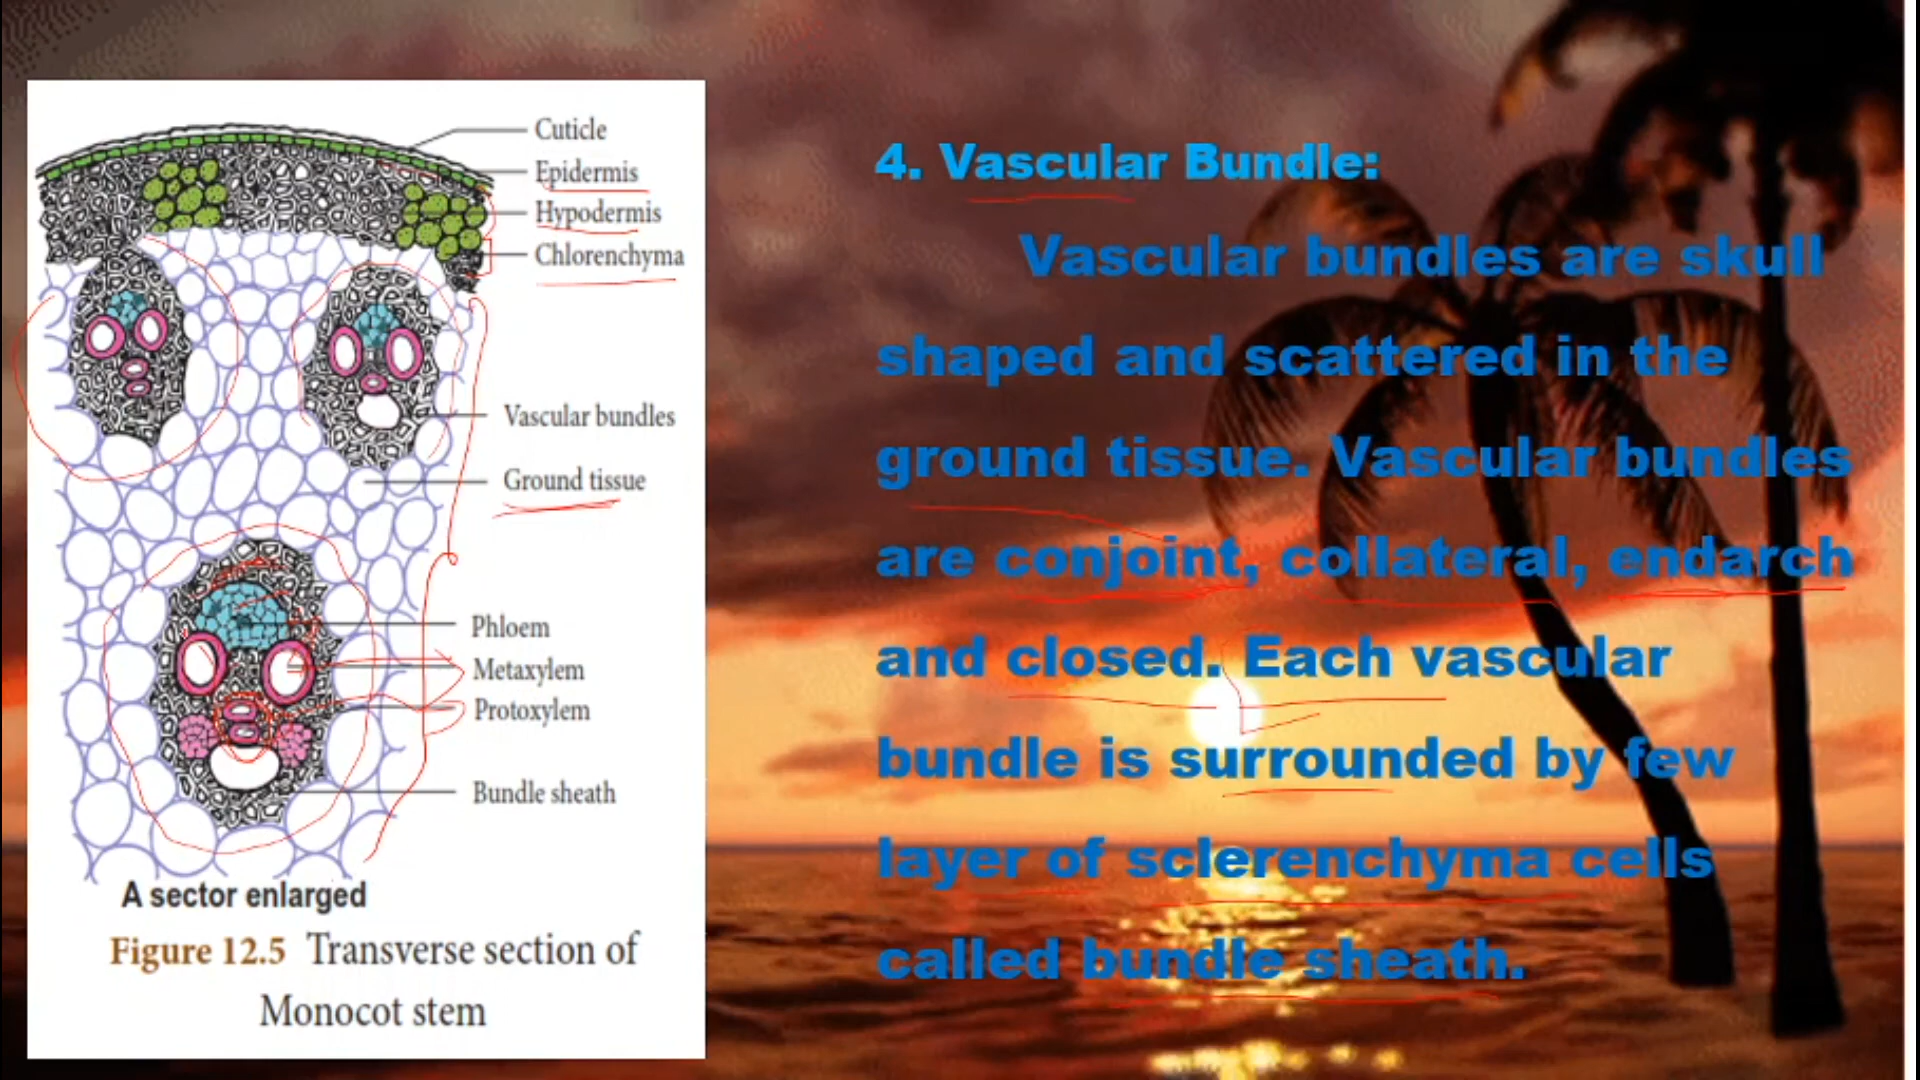 Cuticle
Epidermis
Hypodermis
Chlorenchyma
Vascular bundles
Ground tissue
Phloem
Metaxylem
Protoxylem
Bundle sheath
A sector enlarged
Figure 12.5 Transverse section of
Monocot stem
4. Vascular Bundle:
Vascular bundles are skull
shaped and scattered in the
ground tissue. Vascular bundles
are conjoint, collateral, endarch
and closed. Each vascular
bundle is surrounded by few
layer of sclerenchyma cells
called bundle sheath.